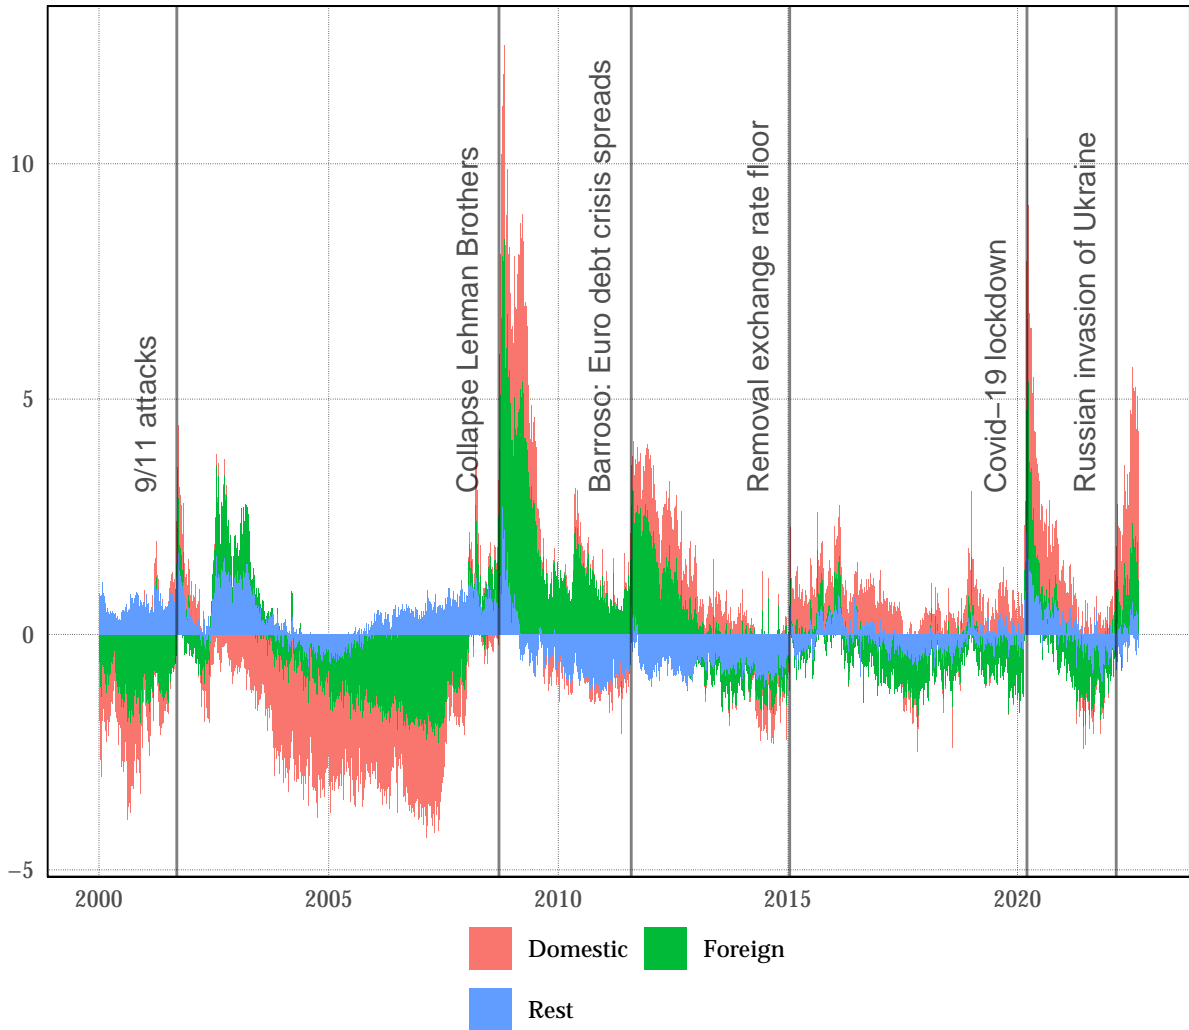 10
5
0
−5
9/11 attacks
Collapse Lehman Brothers
Barroso: Euro debt crisis spreads
Removal exchange rate floor
Covid−19 lockdown
Russian invasion of Ukraine
2000 2005 2010 2015 2020
Domestic Foreign
Rest